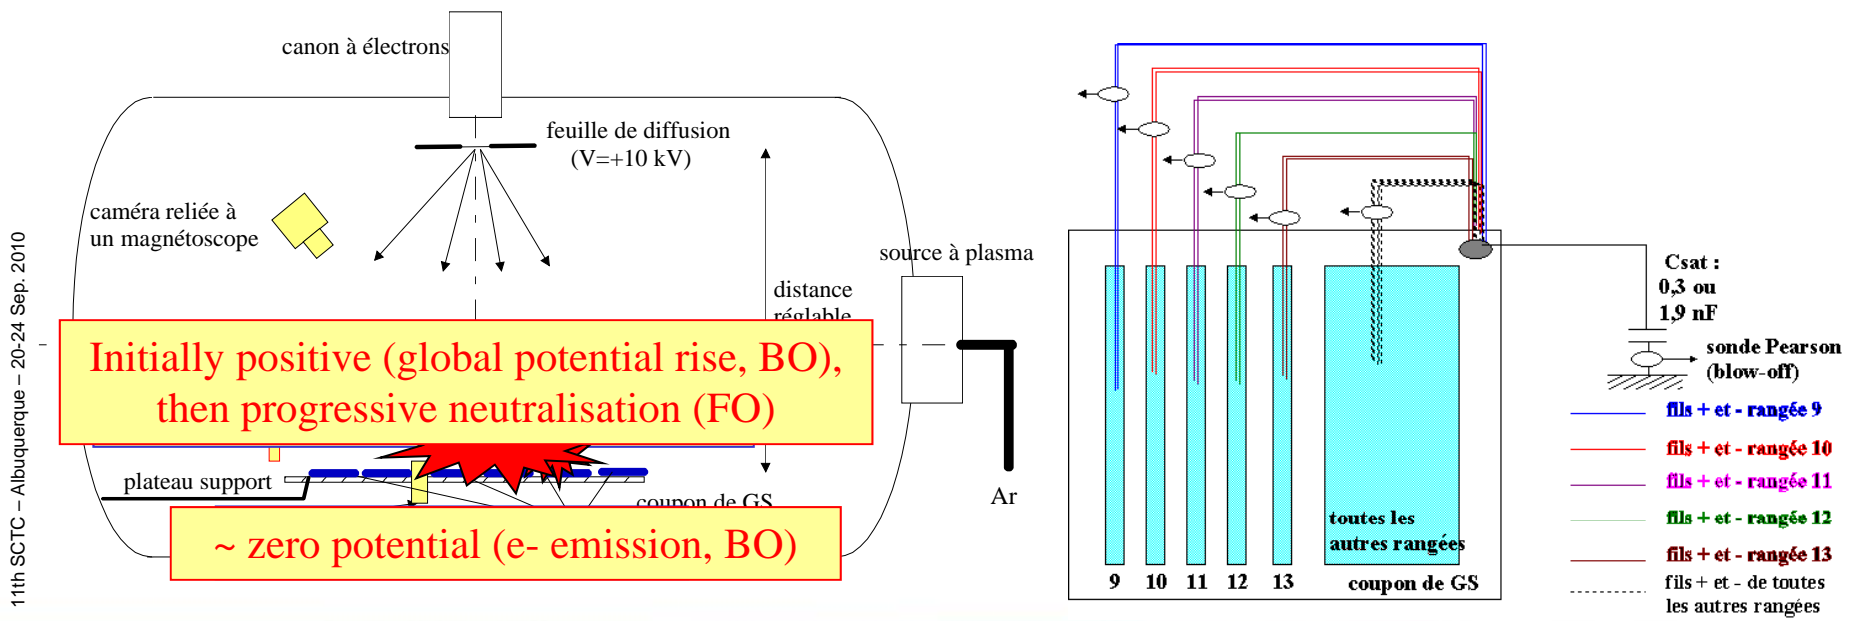 11th SCTC – Albuquerque – 20-24 Sep. 2010
canon à électrons
feuille de diffusion
(V=+10 kV)
caméra reliée à
un magnétoscope
source à plasma
distance
réglable
Initially positive (global potential rise, BO),
then progressive neutralisation (FO)
plateau support
coupon de GS
Ar
~ zero potential (e- emission, BO)
Csat :
0,3 ou
1,9 nF
sonde Pearson
(blow-off)
toutes les
autres rangées
9 10 11 12 13 coupon de GS
fils + et - rangée 9
fils + et - rangée 10
fils + et - rangée 11
fils + et - rangée 12
fils + et - rangée 13
fils + et - de toutes
les autres rangées